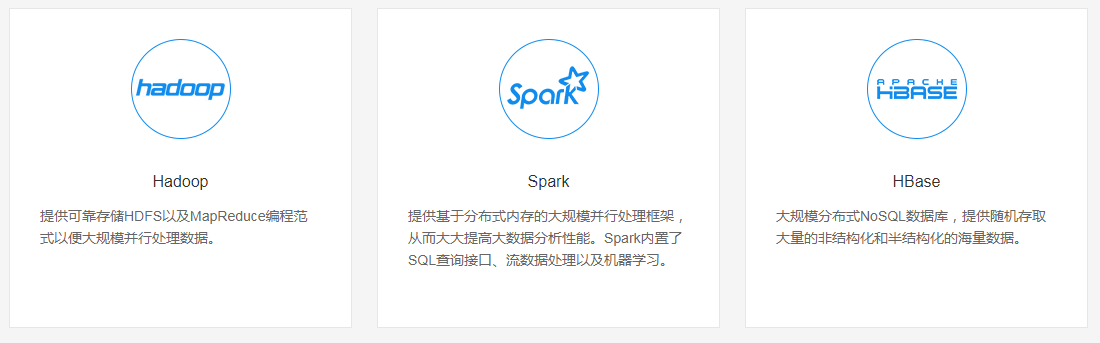 hadoop
Hadoop
提供可靠存储HDFS以及MapReduce编程范
式以便大规模并行处理数据。
Spark
Spark
提供基于分布式内存的大规模并行处理框架，
从而大大提高大数据分析性能。Spark内置了
SQL查询接口、流数据处理以及机器学习。
APACHE
HBASE
HBase
大规模分布式NoSQL数据库，提供随机存取
大量的非结构化和半结构化的海量数据。